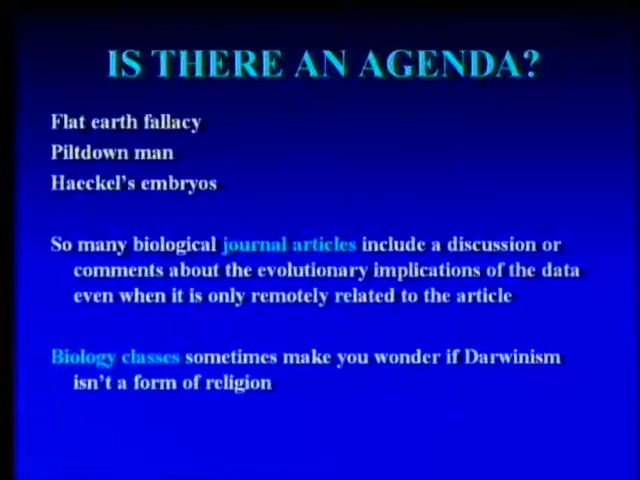 IS THERE AN AGENDA?
Flat earth fallacy
Piltdown man
Haeckel's embryos
So many biological journal articles include a discussion or
comments about the evolutionary implications of the data
even when it is only remotely related to the article
Biology classes sometimes make you wonder if Darwinism
isn't a form of religion